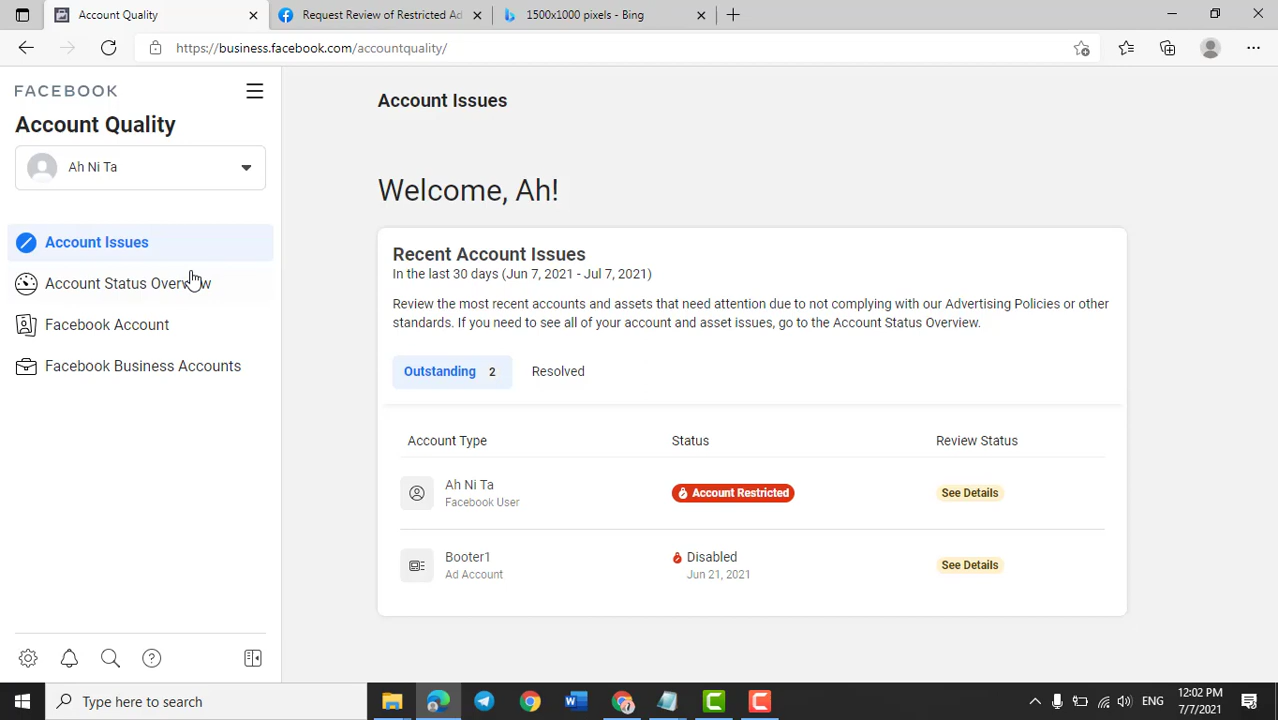 Account Quality
Request Review of Restricted Ad
1500x1000 pixels - Bing
https://business.facebook.com/accountquality/
FACEBOOK
Account Quality
Ah Ni Ta
Account Issues
Account Status Overview
Facebook Account
Facebook Business Accounts
Account Issues
Welcome, Ah!
Recent Account Issues
In the last 30 days (Jun 7, 2021 - Jul 7, 2021)
Review the most recent accounts and assets that need attention due to not complying with our Advertising Policies or other
standards. If you need to see all of your account and asset issues, go to the Account Status Overview.
Outstanding 2 Resolved
Account Type Status Review Status
Ah Ni Ta
Facebook User
Account Restricted
See Details
Booter1
Ad Account
Disabled
Jun 21, 2021
See Details
Type here to search
ENG
12:02 PM
7/7/2021